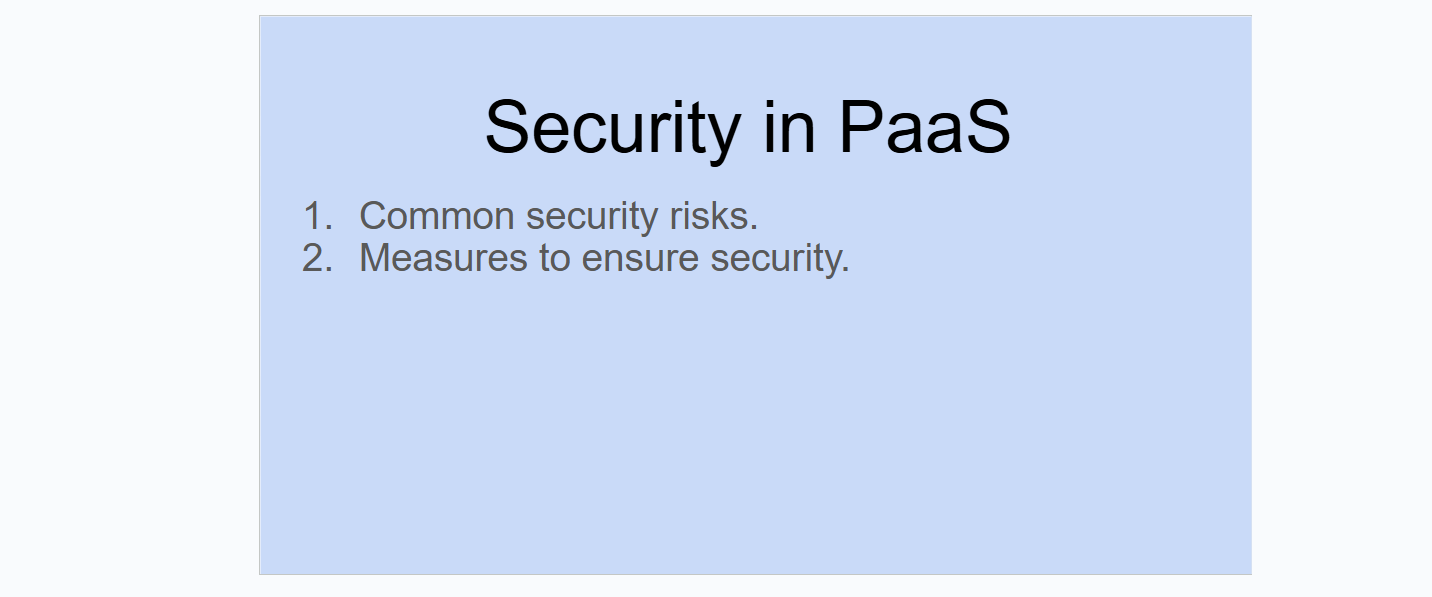 Security in PaaS
1. Common security risks.
2. Measures to ensure security.